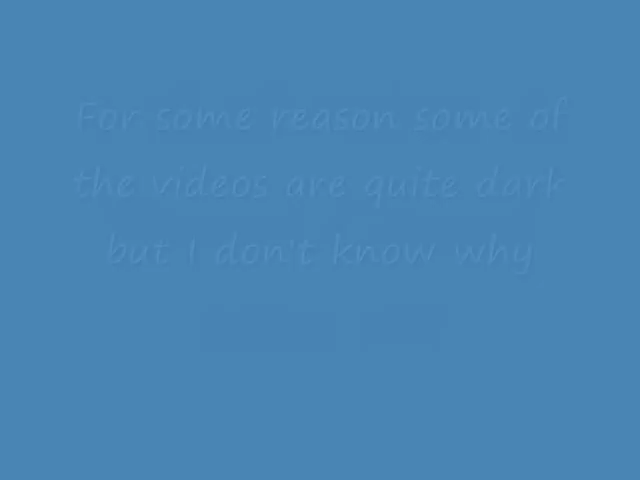 For some reason some of
the videos are quite dark
but I don't know why